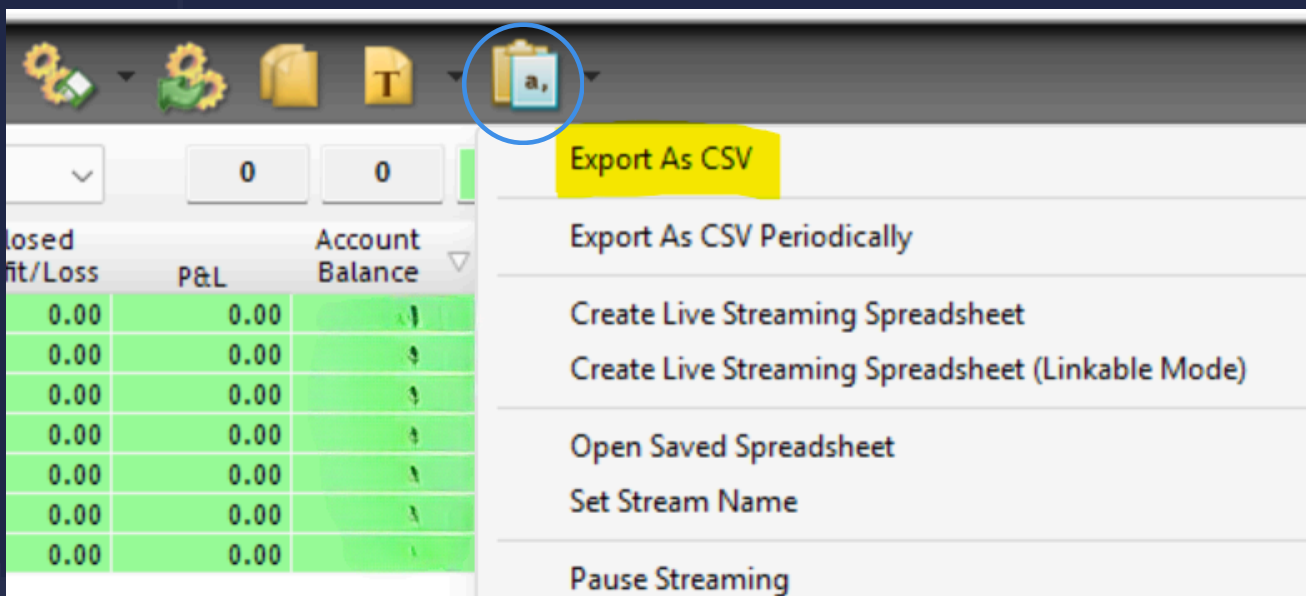 T
a,
Export As CSV
0 0
Export As CSV Periodically
losed
fit/Loss P&L Account
Balance
0.00 0.00
0.00 0.00
0.00 0.00
0.00 0.00
0.00 0.00
0.00 0.00
0.00 0.00
Create Live Streaming Spreadsheet
Create Live Streaming Spreadsheet (Linkable Mode)
Open Saved Spreadsheet
Set Stream Name
Pause Streaming